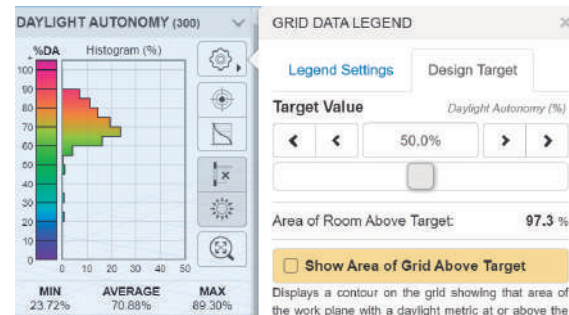 DAYLIGHT AUTONOMY (300)
%DA Histogram (%)
100
90
80
70
60
50
40
30
20
10
0
0 10 20 30 40 50
MIN AVERAGE MAX
23.72% 70.88% 89.30%
GRID DATA LEGEND ×
Legend Settings Design Target
Target Value Daylight Autonomy (%)
50.0%
Area of Room Above Target: 97.3 %
Show Area of Grid Above Target
Displays a contour on the grid showing that area of
the work plane with a daylight metric at or above the